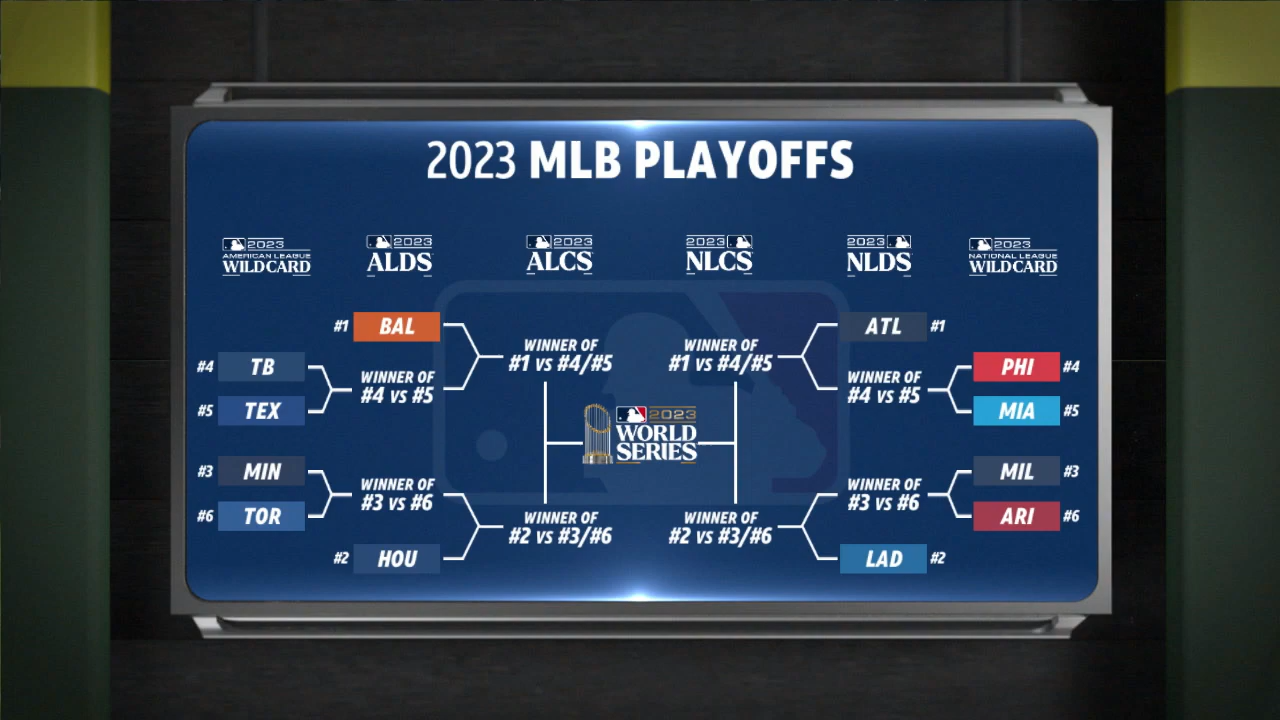 2023 MLB PLAYOFFS
2023
AMERICAN LEAGUE
WILD CARD
2023
ALDS
2023
ALCS
2023
NLCS
2023
NLDS
2023
NATIONAL LEAGUE
WILD CARD
#1 BAL
#4 TB
#5 TEX
WINNER OF
#4 VS #5
#3 MIN
#6 TOR
WINNER OF
#3 VS #6
#2 HOU
WINNER OF
#1 VS #4/#5
WINNER OF
#2 VS #3/#6
2023
WORLD
SERIES
WINNER OF
#1 VS #4/#5
WINNER OF
#2 VS #3/#6
ATL #1
WINNER OF
#4 VS #5
PHI #4
MIA #5
WINNER OF
#3 VS #6
MIL #3
ARI #6
LAD #2